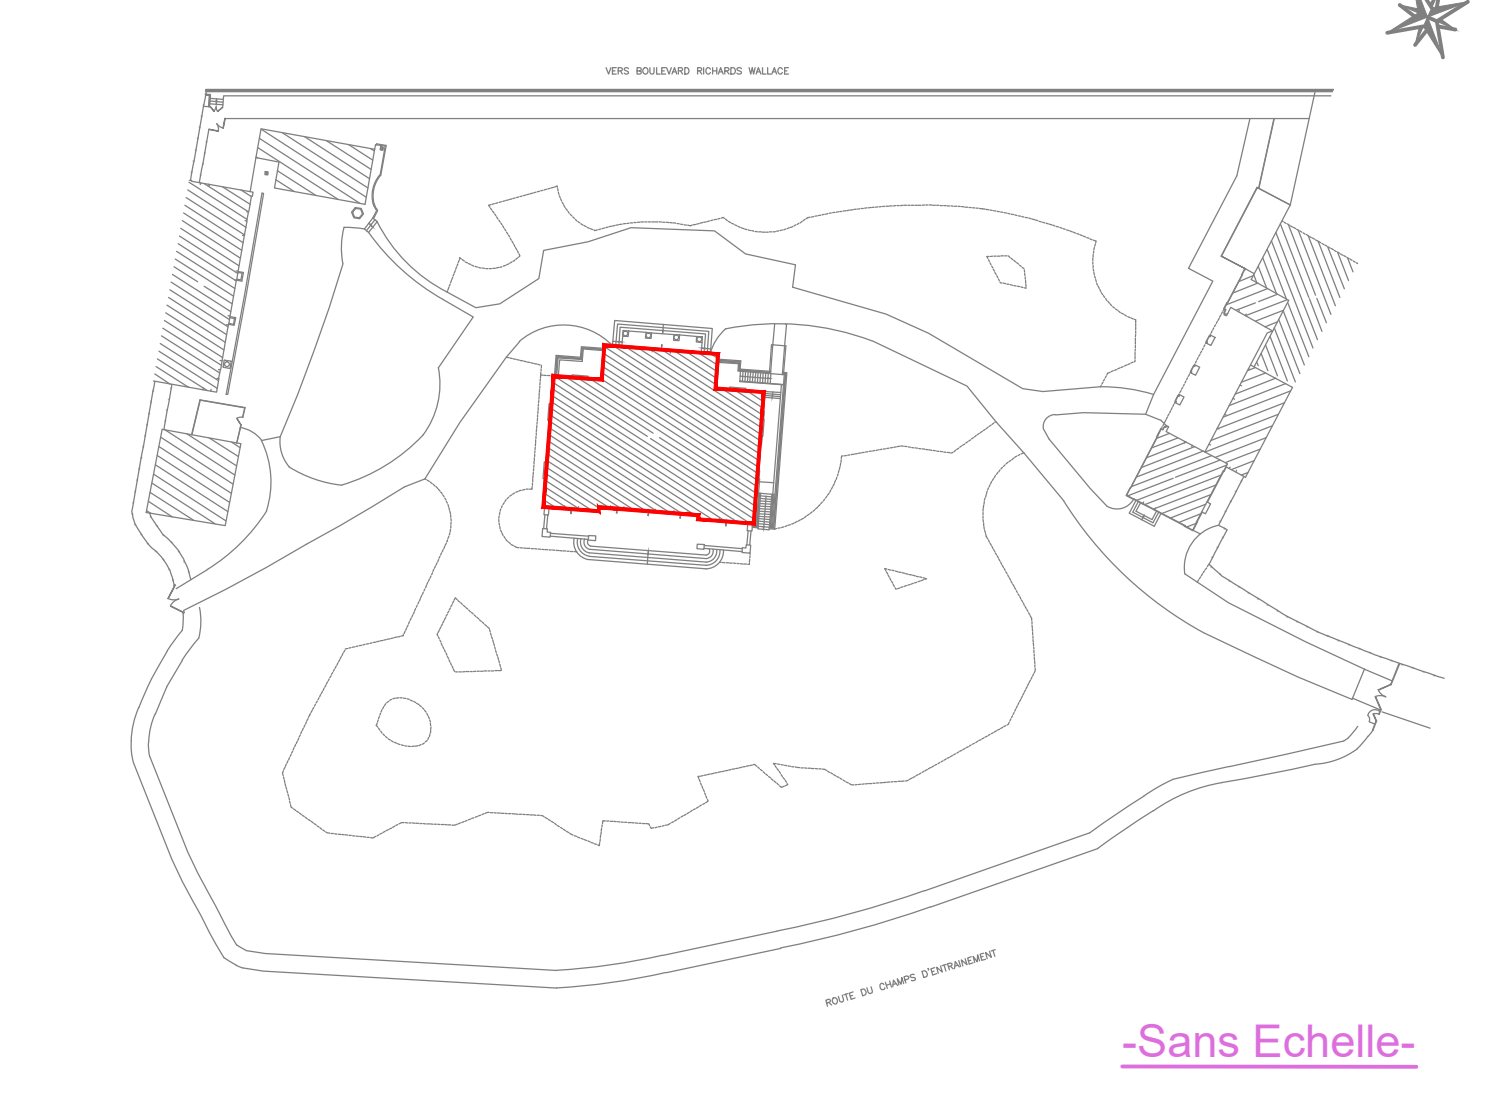 VERS BOULEVARD RICHARDS WALLACE
ROUTE DU CHAMPS D'ENTRAINEMENT
-Sans Echelle-